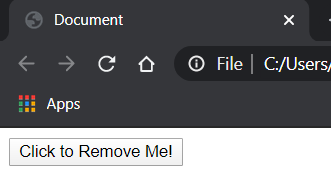 Document
File C:/Users/
Apps
Click to Remove Me!